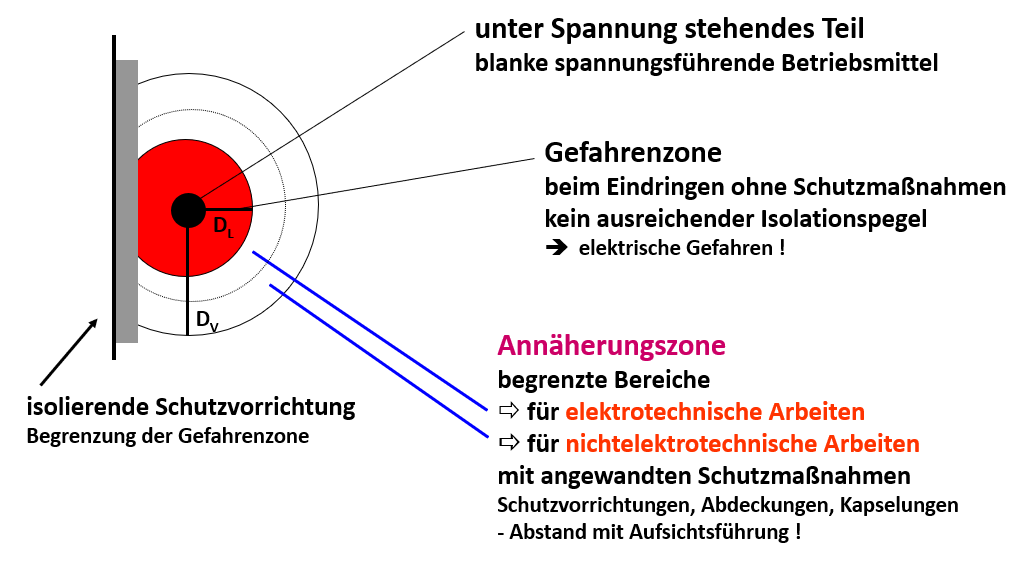 unter Spannung stehendes Teil
blanke spannungsführende Betriebsmittel
Gefahrenzone
beim Eindringen ohne Schutzmaßnahmen
kein ausreichender Isolationspegel
➔ elektrische Gefahren !
D_L
D_V
Annäherungszone
begrenzte Bereiche
⇨ für elektrotechnische Arbeiten
⇨ für nichtelektrotechnische Arbeiten
mit angewandten Schutzmaßnahmen
Schutzvorrichtungen, Abdeckungen, Kapselungen
- Abstand mit Aufsichtsführung !
isolierende Schutzvorrichtung
Begrenzung der Gefahrenzone